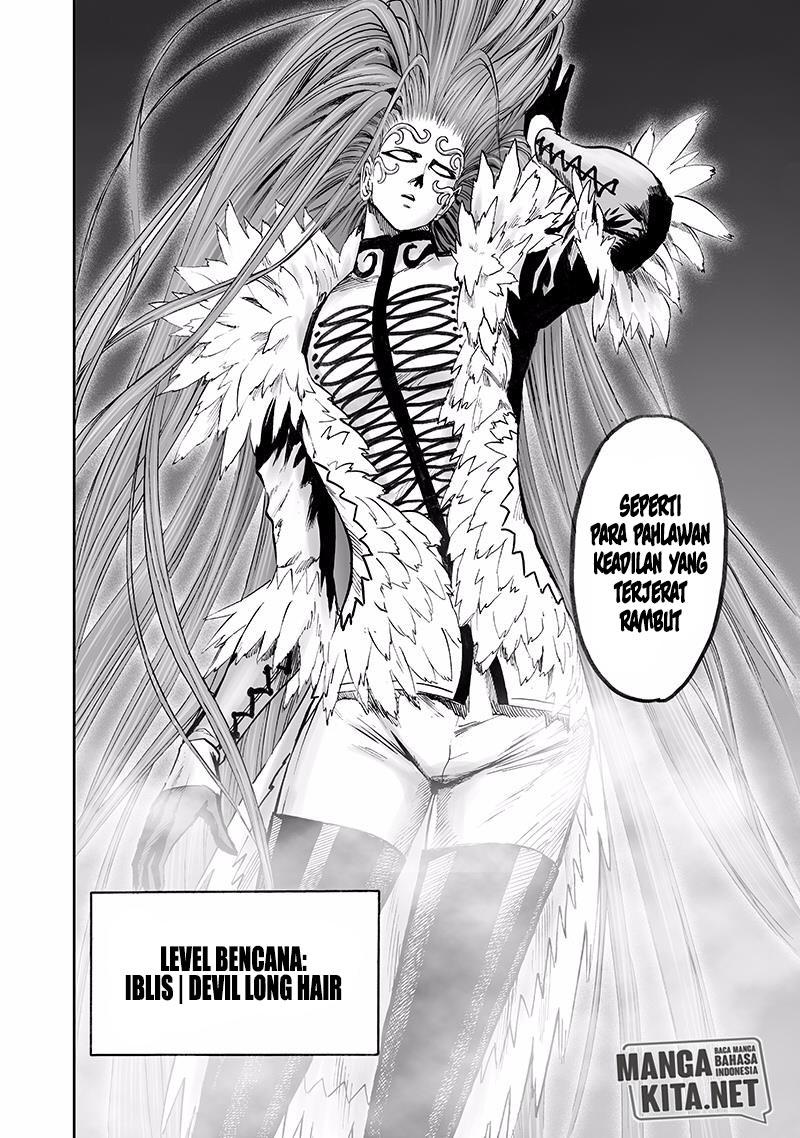 SEPERTI
PARA PAHLAWAN
KEADILAN YANG
TERJERAT
RAMBUT
LEVEL BENCANA:
IBLIS | DEVIL LONG HAIR
MANGA BACA MANGA
BAHASA
INDONESIA
KITA.NET